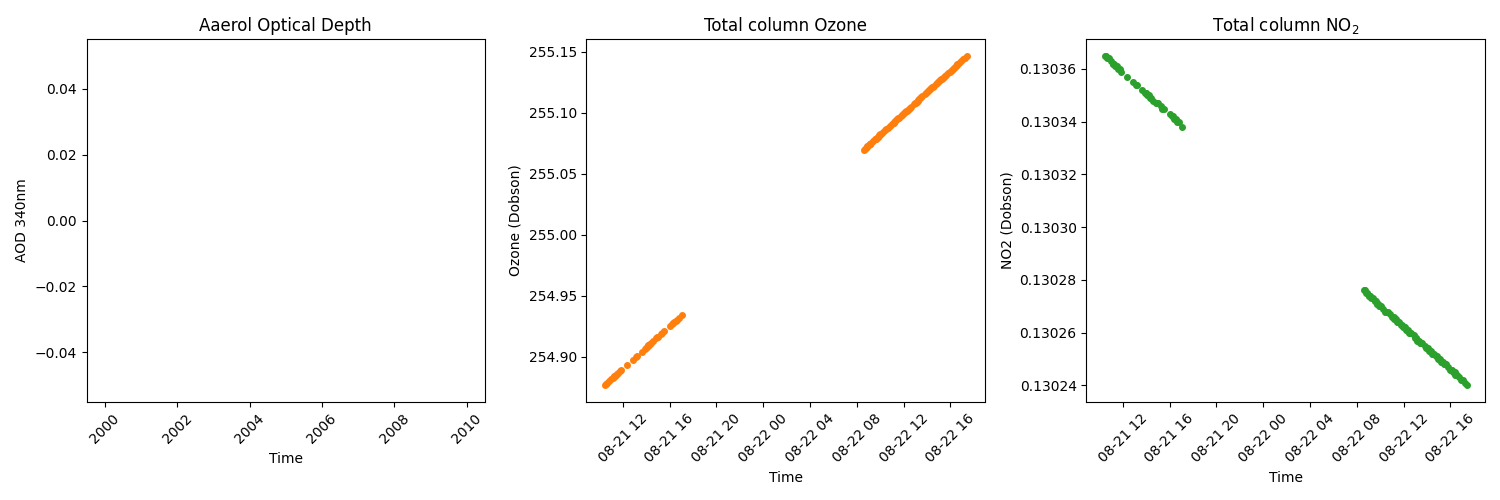 Aaerol Optical Depth
AOD 340nm
0.04
0.02
0.00
−0.02
−0.04
2000 2002 2004 2006 2008 2010
Time
Total column Ozone
Ozone (Dobson)
255.15
255.10
255.05
255.00
254.95
254.90
08-21 12 08-21 16 08-21 20 08-22 00 08-22 04 08-22 08 08-22 12 08-22 16
Time
Total column NO₂
NO2 (Dobson)
0.13036
0.13034
0.13032
0.13030
0.13028
0.13026
0.13024
08-21 12 08-21 16 08-21 20 08-22 00 08-22 04 08-22 08 08-22 12 08-22 16
Time